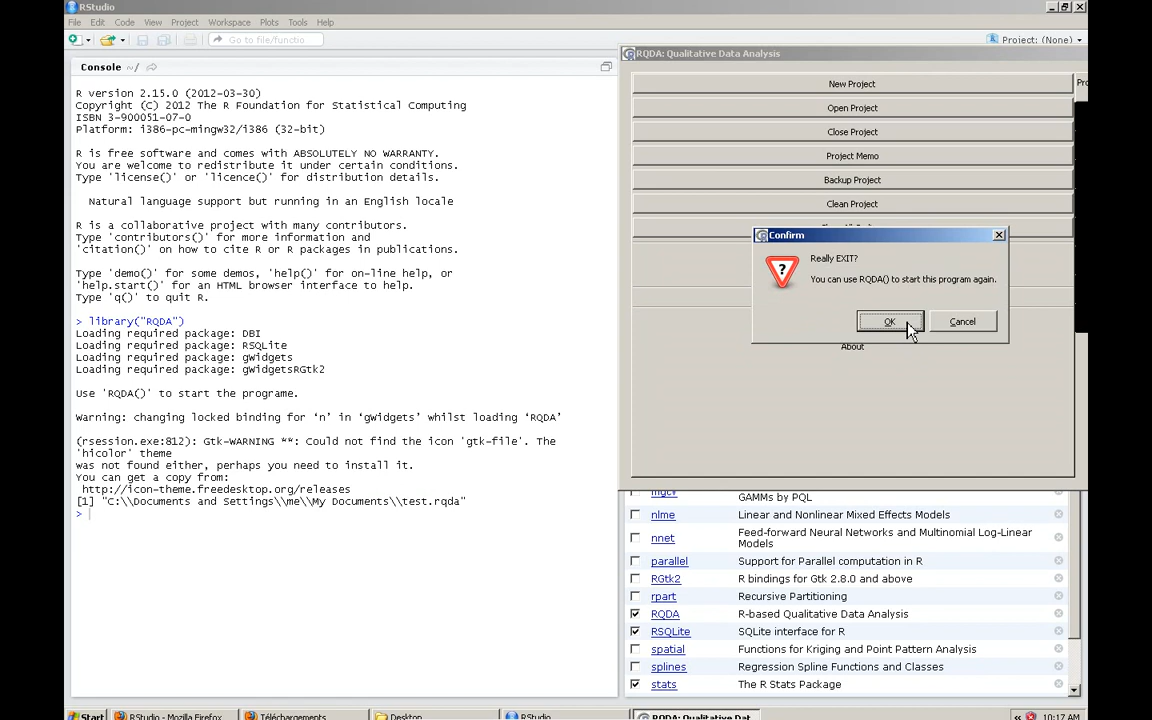 RStudio
File Edit Code View Project Workspace Plots Tools Help
Go to file/functio
Project: (None)
Console ~/
R version 2.15.0 (2012-03-30)
Copyright (C) 2012 The R Foundation for Statistical Computing
ISBN 3-900051-07-0
Platform: i386-pc-mingw32/i386 (32-bit)
R is free software and comes with ABSOLUTELY NO WARRANTY.
You are welcome to redistribute it under certain conditions.
Type 'license()' or 'licence()' for distribution details.
Natural language support but running in an English locale
R is a collaborative project with many contributors.
Type 'contributors()' for more information and
'citation()' on how to cite R or R packages in publications.
Type 'demo()' for some demos, 'help()' for on-line help, or
'help.start()' for an HTML browser interface to help.
Type 'q()' to quit R.
> library("RQDA")
Loading required package: DBI
Loading required package: RSQLite
Loading required package: gWidgets
Loading required package: gWidgetsRGtk2
Use 'RQDA()' to start the programe.
Warning: changing locked binding for ‘n’ in ‘gwidgets’ whilst loading ‘RQDA’
(rsession.exe:812): Gtk-WARNING **: Could not find the icon 'gtk-file'. The
'hicolor' theme
was not found either, perhaps you need to install it.
You can get a copy from:
http://icon-theme.freedesktop.org/releases
[1] "C:\\Documents and Settings\\me\\My Documents\\test.rqda"
>
RQDA: Qualitative Data Analysis
New Project
Open Project
Close Project
Project Memo
Backup Project
Clean Project
Confirm
Really EXIT?
You can use RQDA() to start this program again.
OK Cancel
About
mgcv GAMMs by PQL
nlme Linear and Nonlinear Mixed Effects Models
nnet Feed-forward Neural Networks and Multinomial Log-Linear
Models
parallel Support for Parallel computation in R
RGtk2 R bindings for Gtk 2.8.0 and above
rpart Recursive Partitioning
RQDA R-based Qualitative Data Analysis
RSQLite SQLite interface for R
spatial Functions for Kriging and Point Pattern Analysis
splines Regression Spline Functions and Classes
stats The R Stats Package
Start RStudio - Mozilla Firefox Téléchargements Desktop RStudio RQDA: Qualitative Dat... « 10:17 AM